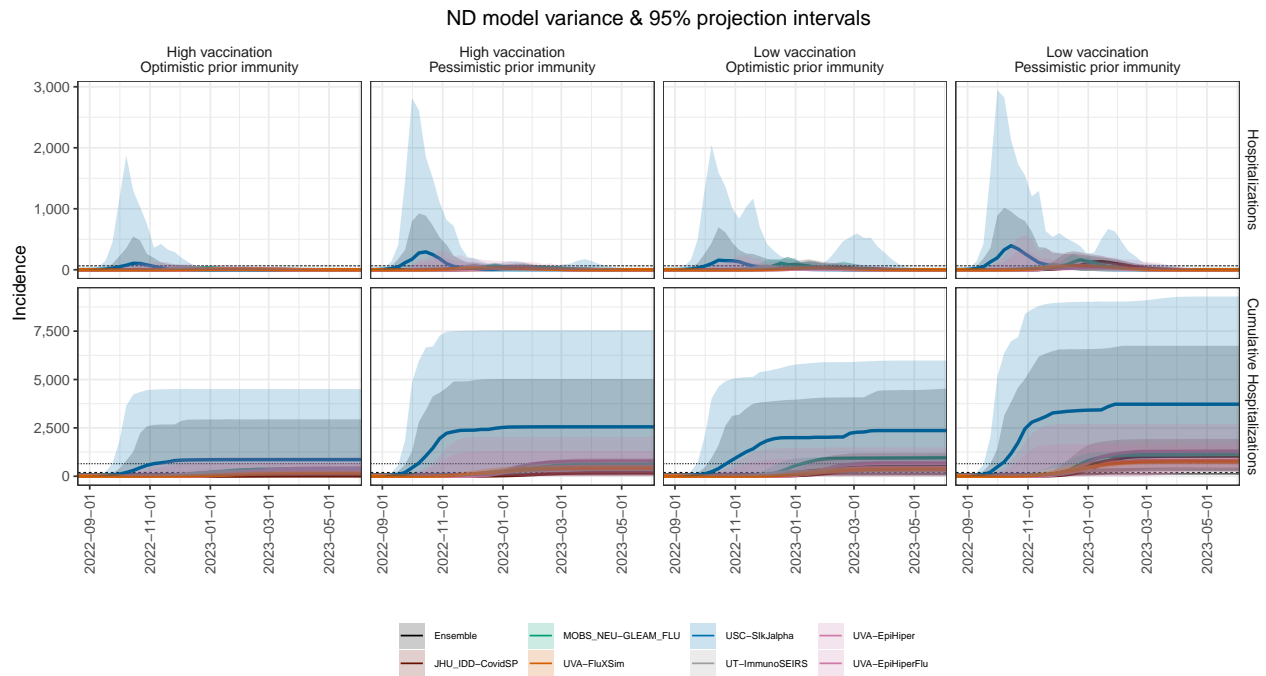 ND model variance & 95% projection intervals
High vaccination
Optimistic prior immunity
High vaccination
Pessimistic prior immunity
Low vaccination
Optimistic prior immunity
Low vaccination
Pessimistic prior immunity
3,000
2,000
1,000
0
Hospitalizations
Incidence
7,500
5,000
2,500
0
Cumulative Hospitalizations
2022−09−01
2022−11−01
2023−01−01
2023−03−01
2023−05−01
2022−09−01
2022−11−01
2023−01−01
2023−03−01
2023−05−01
2022−09−01
2022−11−01
2023−01−01
2023−03−01
2023−05−01
2022−09−01
2022−11−01
2023−01−01
2023−03−01
2023−05−01
Ensemble
MOBS_NEU−GLEAM_FLU
USC−SIkJalpha
UVA−EpiHiper
JHU_IDD−CovidSP
UVA−FluXSim
UT−ImmunoSEIRS
UVA−EpiHiperFlu